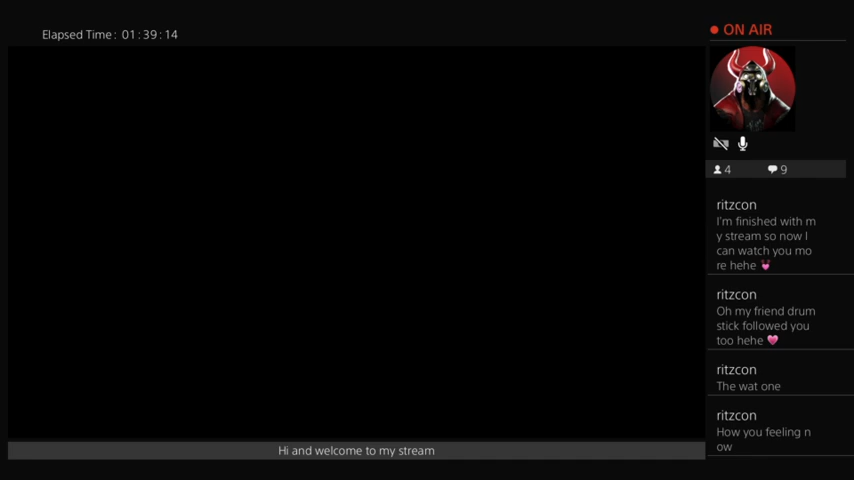 Elapsed Time: 01:39:14
ON AIR
4 9
ritzcon
I'm finished with m
y stream so now I
can watch you mo
re hehe
ritzcon
Oh my friend drum
stick followed you
too hehe
ritzcon
The wat one
ritzcon
How you feeling n
ow
Hi and welcome to my stream